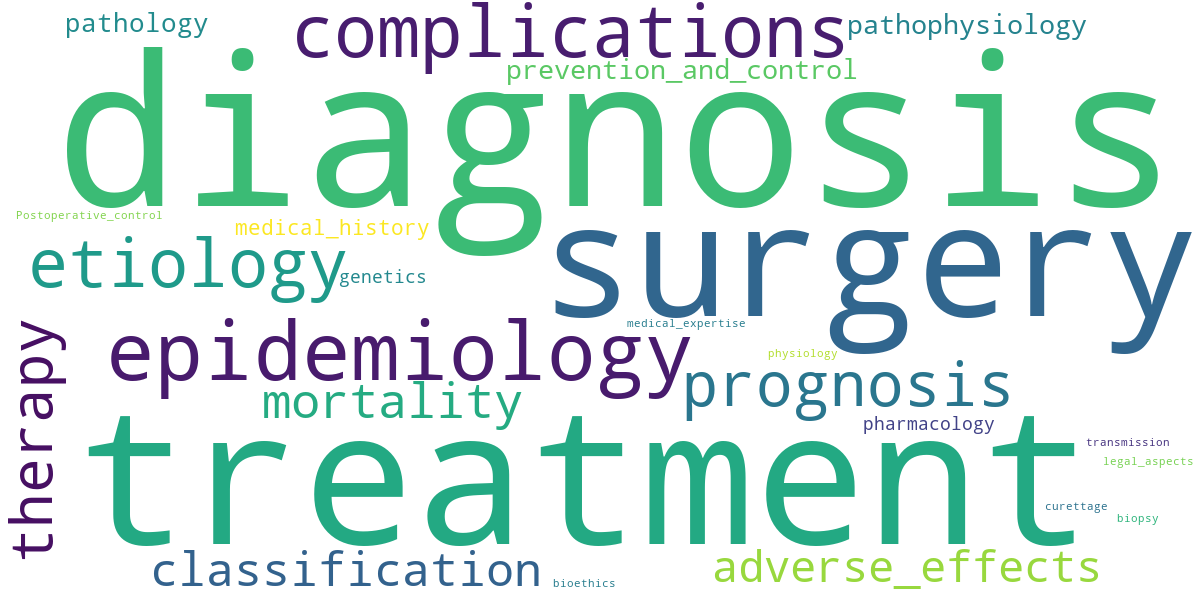 complications
pathology
pathophysiology
prevention_and_control
diagnosis
Postoperative_control
medical_history
surgery
etiology
genetics
medical_expertise
epidemiology
physiology
prognosis
therapy
mortality
pharmacology
treatment
transmission
legal_aspects
curettage
biopsy
classification
adverse_effects
bioethics